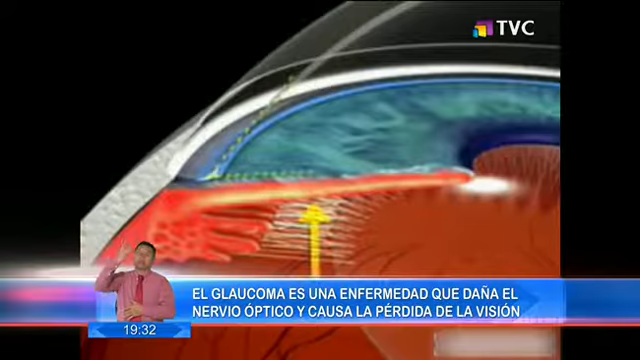 TVC
EL GLAUCOMA ES UNA ENFERMEDAD QUE DAÑA EL
NERVIO ÓPTICO Y CAUSA LA PÉRDIDA DE LA VISIÓN
19:32